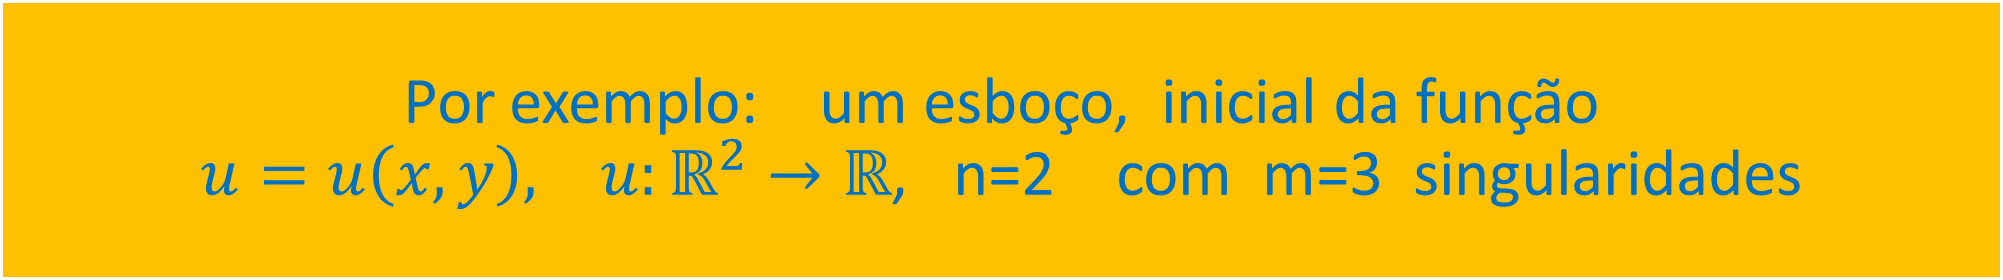 Por exemplo: um esboço, inicial da função
u = u(x, y), u: ℝ² → ℝ, n=2 com m=3 singularidades